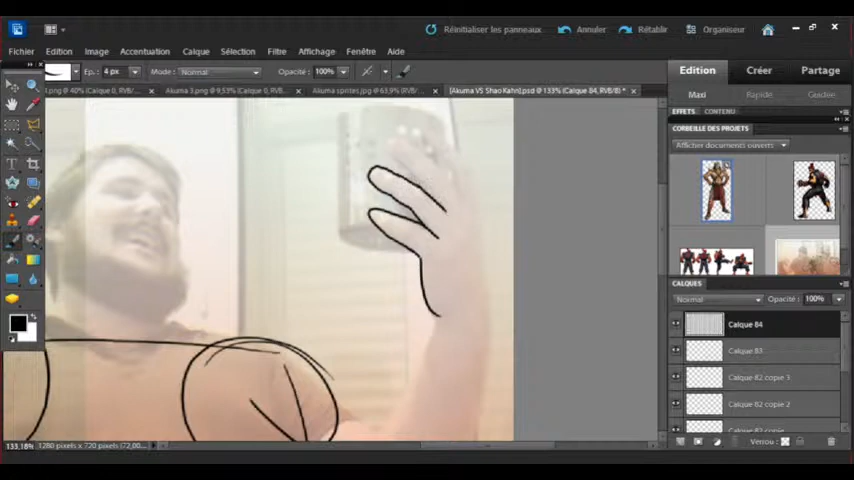 Réinitialiser les panneaux Annuler Rétablir Organiseur
Fichier Edition Image Accentuation Calque Sélection Filtre Affichage Fenêtre Aide
Ep.: 4 px Mode: Normal Opacité: 100%
.png @ 40% (Calque 0, RVB/... Akuma 3.png @ 9,53% (Calque 0, RVB/... Akuma sprites.jpg @ 63,9% (RVB/... [Akuma VS Shao Kahn].psd @ 133% (Calque 84, RVB/8) *
Edition Créer Partage
Maxi Rapide Guidée
EFFETS CONTENU
CORBEILLE DES PROJETS
Afficher documents ouverts
CALQUES
Normal Opacité: 100%
Calque 84
Calque 83
Calque 82 copie 3
Calque 82 copie 2
Calque 82 copie
133,18% 1280 pixels x 720 pixels (72,00...
Verrou: